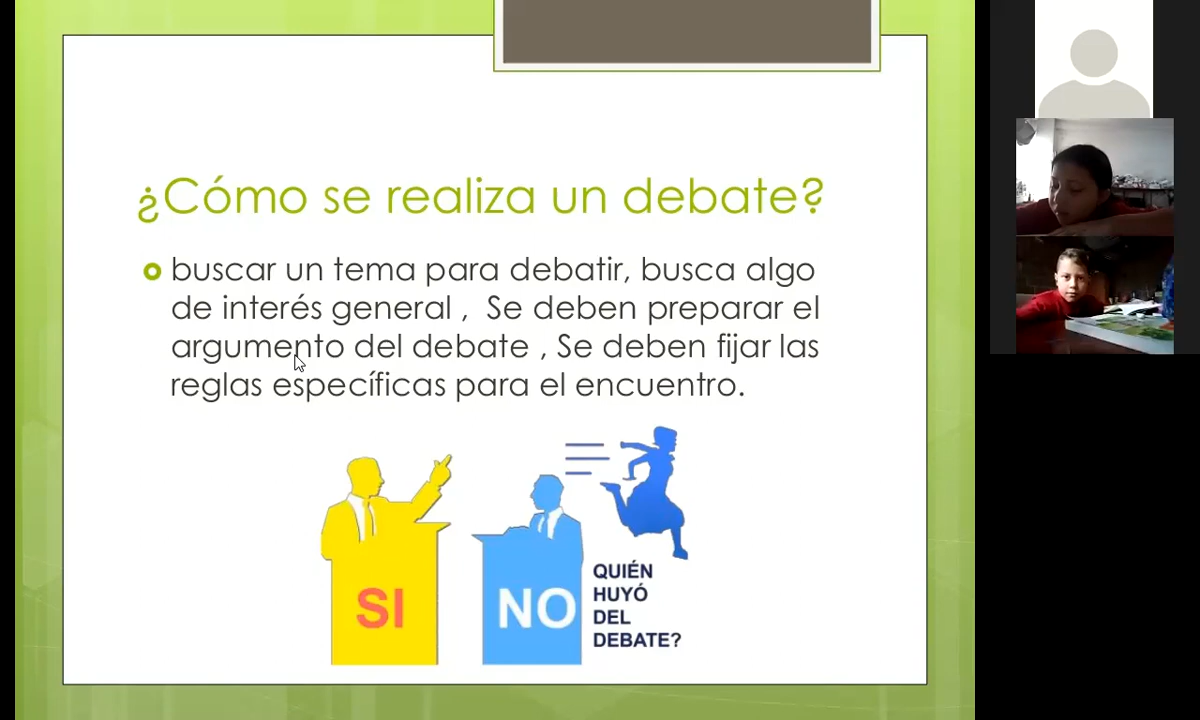 ¿Cómo se realiza un debate?
buscar un tema para debatir, busca algo
de interés general , Se deben preparar el
argumento del debate , Se deben fijar las
reglas específicas para el encuentro.
SI
NO
QUIÉN
HUYÓ
DEL
DEBATE?